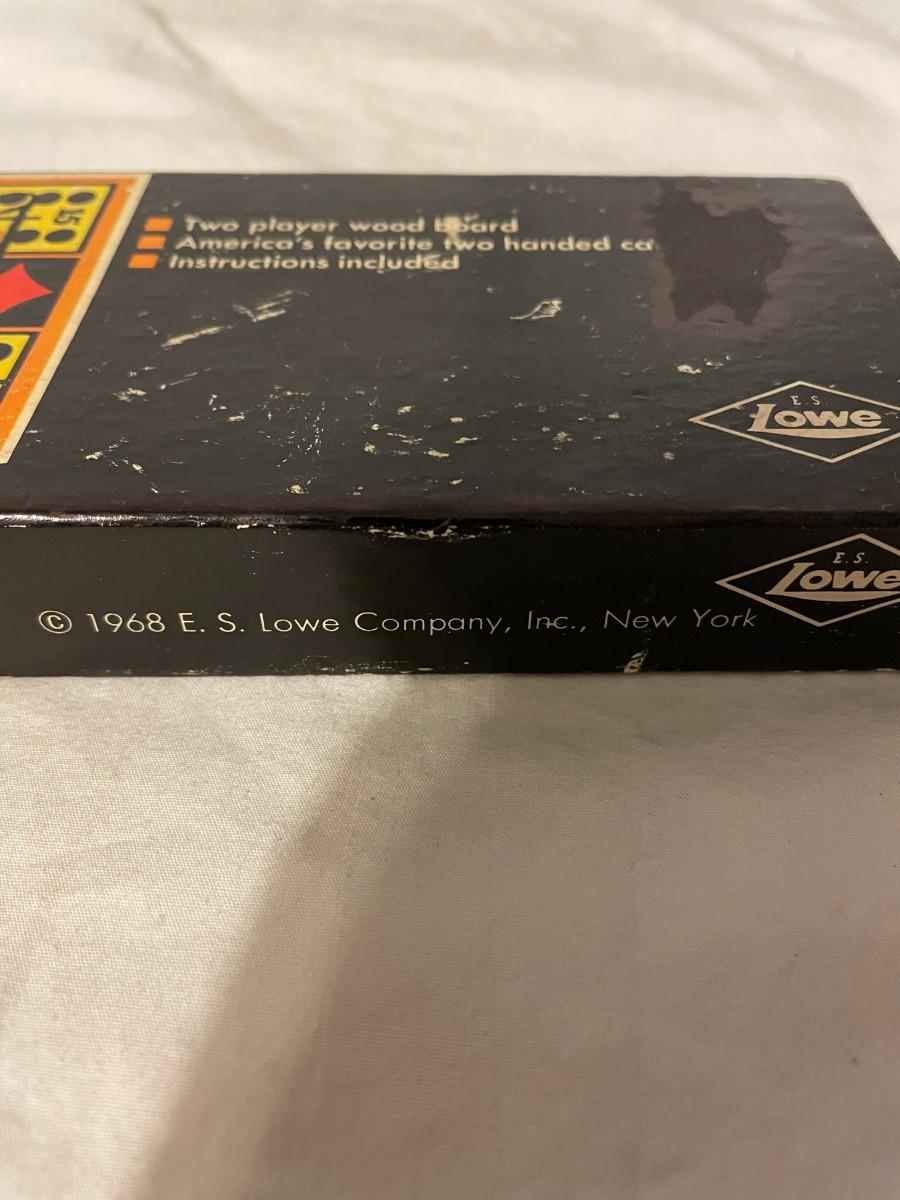 15
Two player wood board
America's favorite two handed ca
Instructions included
E. S.
Lowe
E. S.
Lowe
© 1968 E. S. Lowe Company, Inc., New York